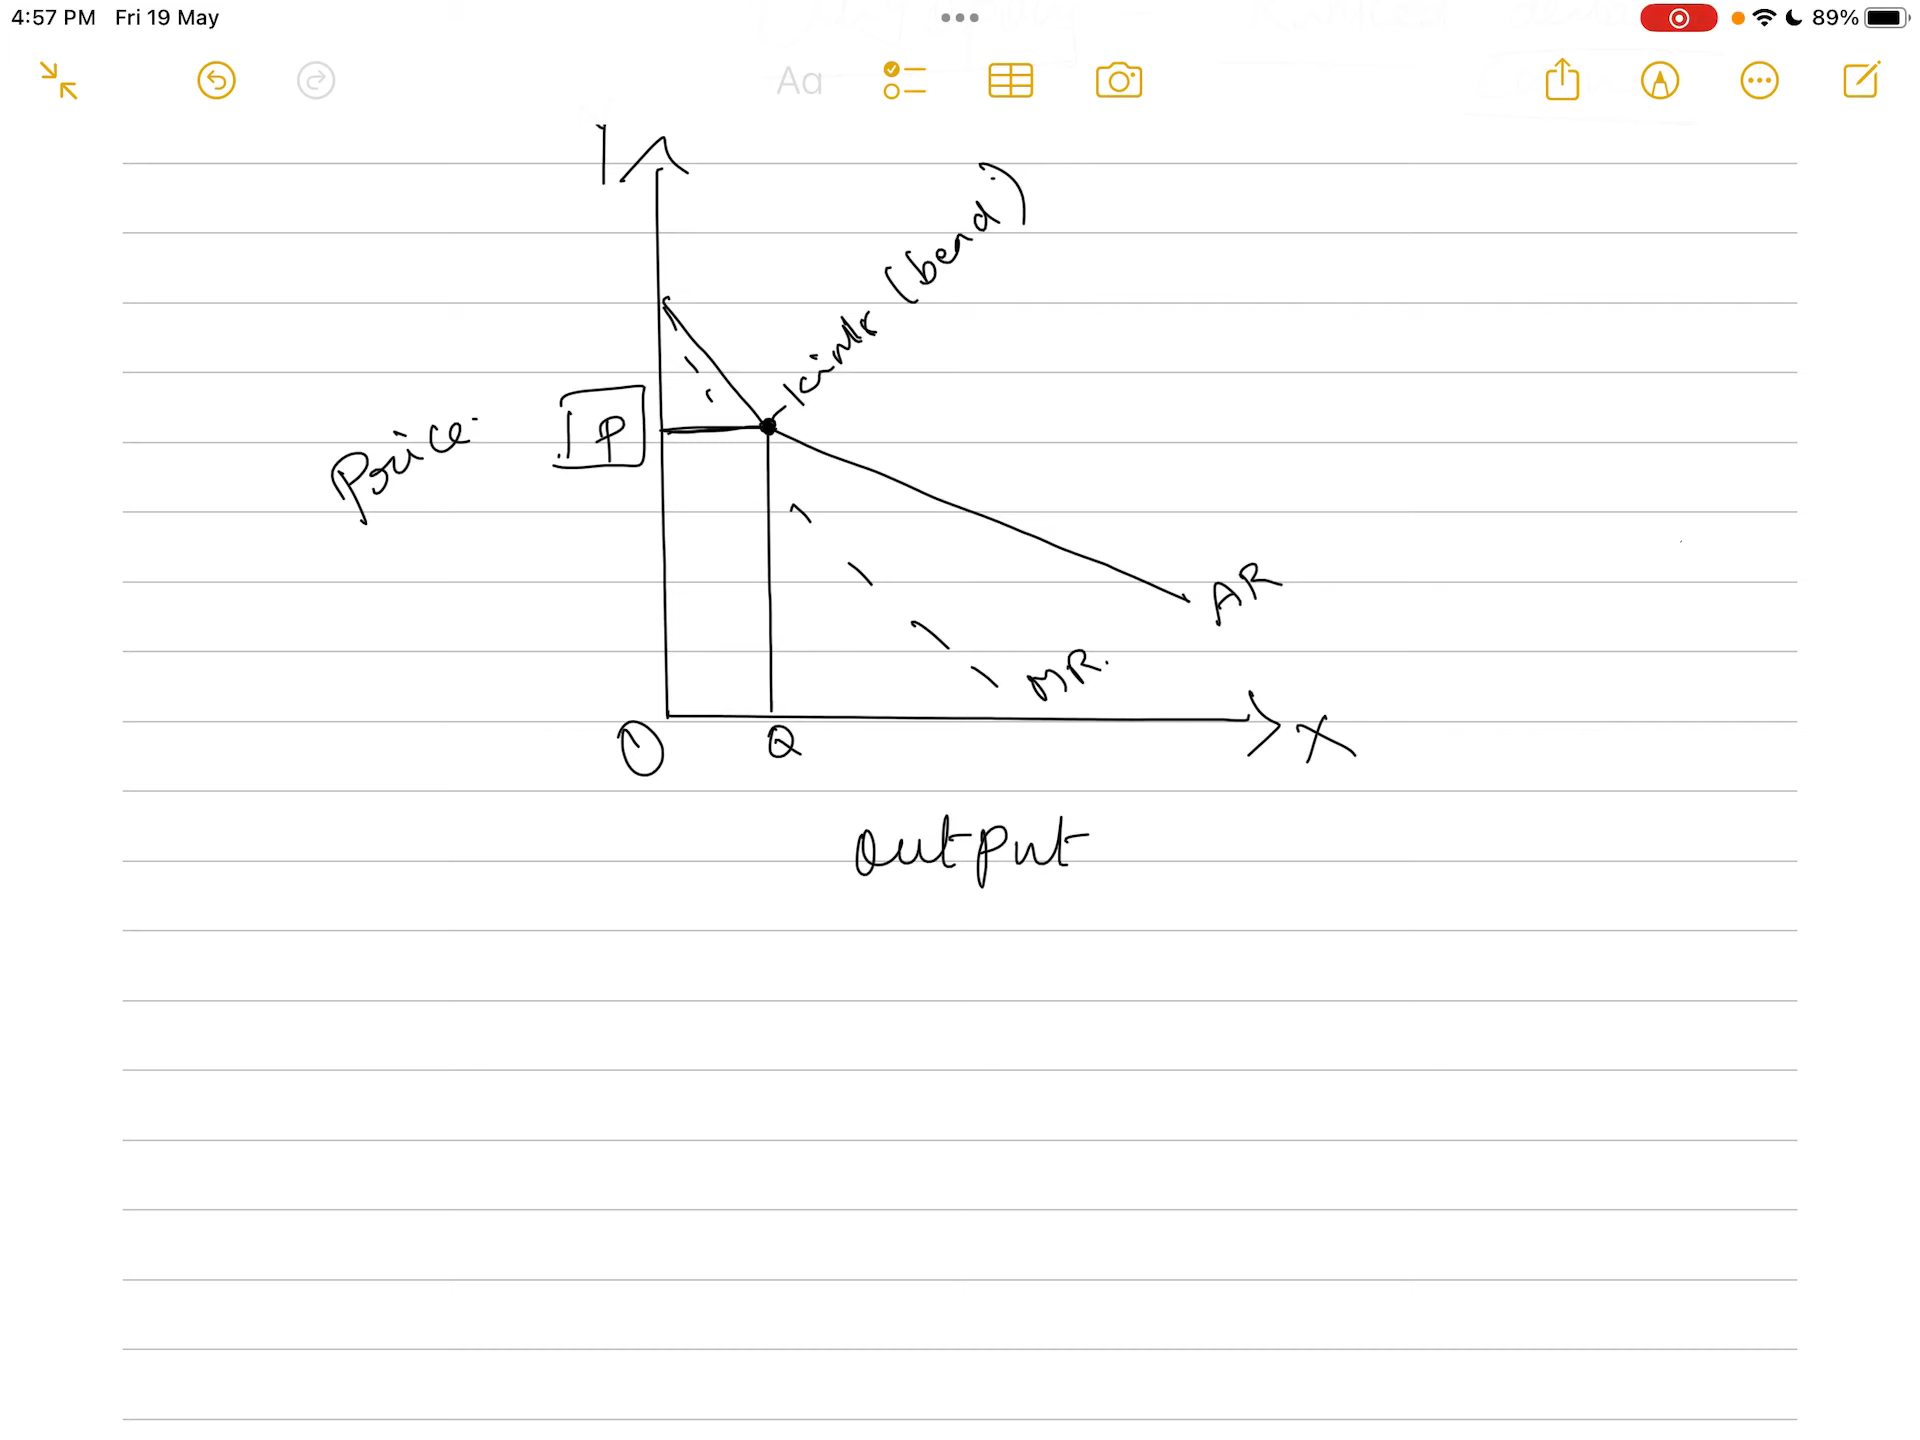 4:57 PM Fri 19 May
89%
Aa
Y
kink (bend)
Price
P
AR
MR.
O
Q
X
output